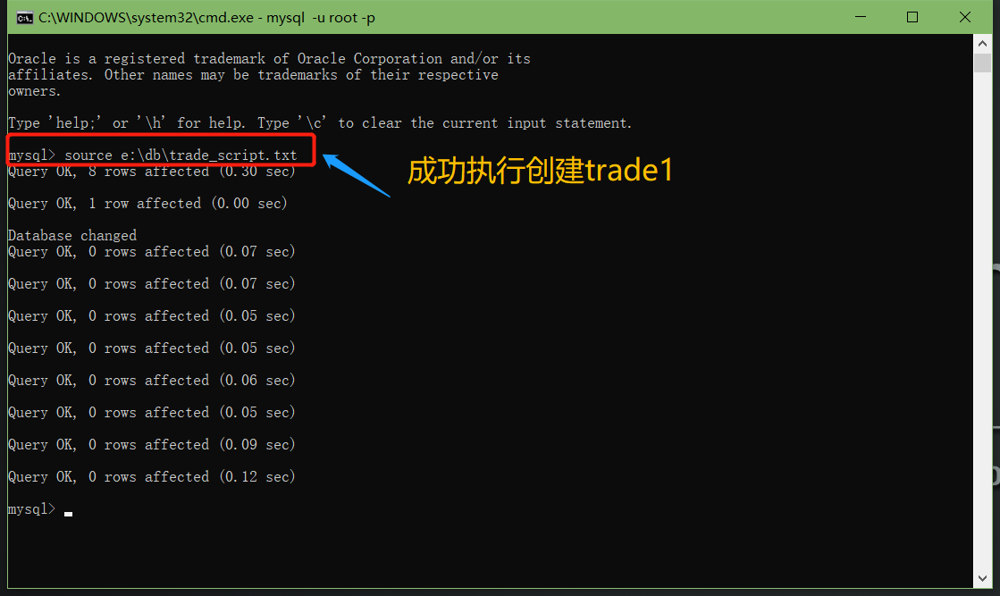 C:\WINDOWS\system32\cmd.exe - mysql  -u root -p
Oracle is a registered trademark of Oracle Corporation and/or its
affiliates. Other names may be trademarks of their respective
owners.
Type 'help;' or '\h' for help. Type '\c' to clear the current input statement.
mysql> source e:\db\trade_script.txt
Query OK, 8 rows affected (0.30 sec)
成功执行创建trade1
Query OK, 1 row affected (0.00 sec)
Database changed
Query OK, 0 rows affected (0.07 sec)
Query OK, 0 rows affected (0.07 sec)
Query OK, 0 rows affected (0.05 sec)
Query OK, 0 rows affected (0.05 sec)
Query OK, 0 rows affected (0.06 sec)
Query OK, 0 rows affected (0.05 sec)
Query OK, 0 rows affected (0.09 sec)
Query OK, 0 rows affected (0.12 sec)
mysql>